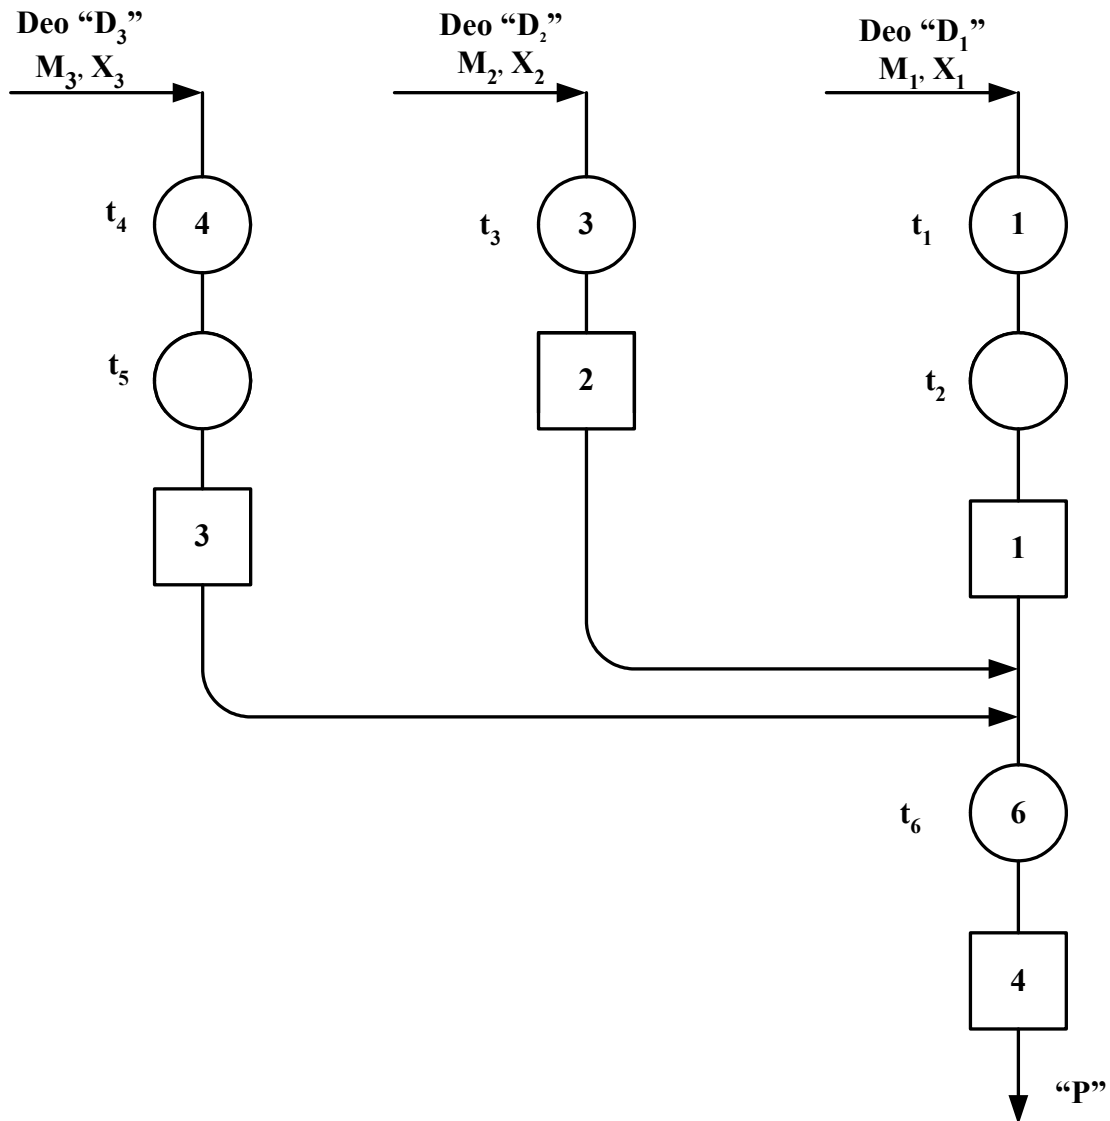 Deo “D₃”
M₃, X₃
Deo “D₂”
M₂, X₂
Deo “D₁”
M₁, X₁
t₄
4
t₃
3
t₁
1
t₅
2
t₂
3
1
t₆
6
4
“P”